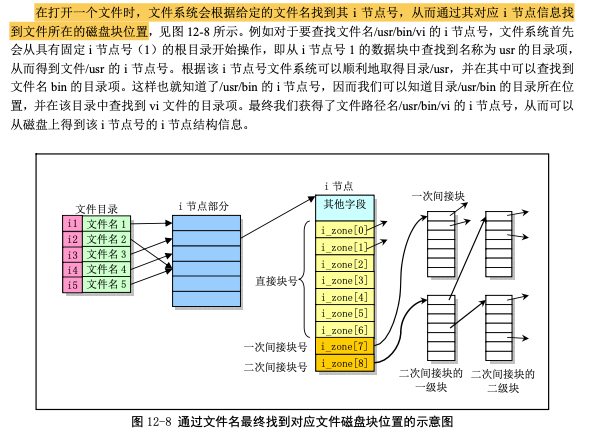 在打开一个文件时，文件系统会根据给定的文件名找到其 i 节点号，从而通过其对应 i 节点信息找
到文件所在的磁盘块位置，见图 12-8 所示。例如对于要查找文件名/usr/bin/vi 的 i 节点号，文件系统首先
会从具有固定 i 节点号（1）的根目录开始操作，即从 i 节点号 1 的数据块中查找到名称为 usr 的目录项，
从而得到文件/usr 的 i 节点号。根据该 i 节点号文件系统可以顺利地取得目录/usr，并在其中可以查找到
文件名 bin 的目录项。这样也就知道了/usr/bin 的 i 节点号，因而我们可以知道目录/usr/bin 的目录所在位
置，并在该目录中查找到 vi 文件的目录项。最终我们获得了文件路径名/usr/bin/vi 的 i 节点号，从而可以
从磁盘上得到该 i 节点号的 i 节点结构信息。
文件目录
i1 文件名 1
i2 文件名 2
i3 文件名 3
i4 文件名 4
i5 文件名 5
i 节点部分
i 节点
其他字段
i_zone[0]
i_zone[1]
i_zone[2]
i_zone[3]
i_zone[4]
i_zone[5]
i_zone[6]
i_zone[7]
i_zone[8]
直接块号
一次间接块号
二次间接块号
一次间接块
二次间接块的
一级块
二次间接块的
二级块
图 12-8 通过文件名最终找到对应文件磁盘块位置的示意图